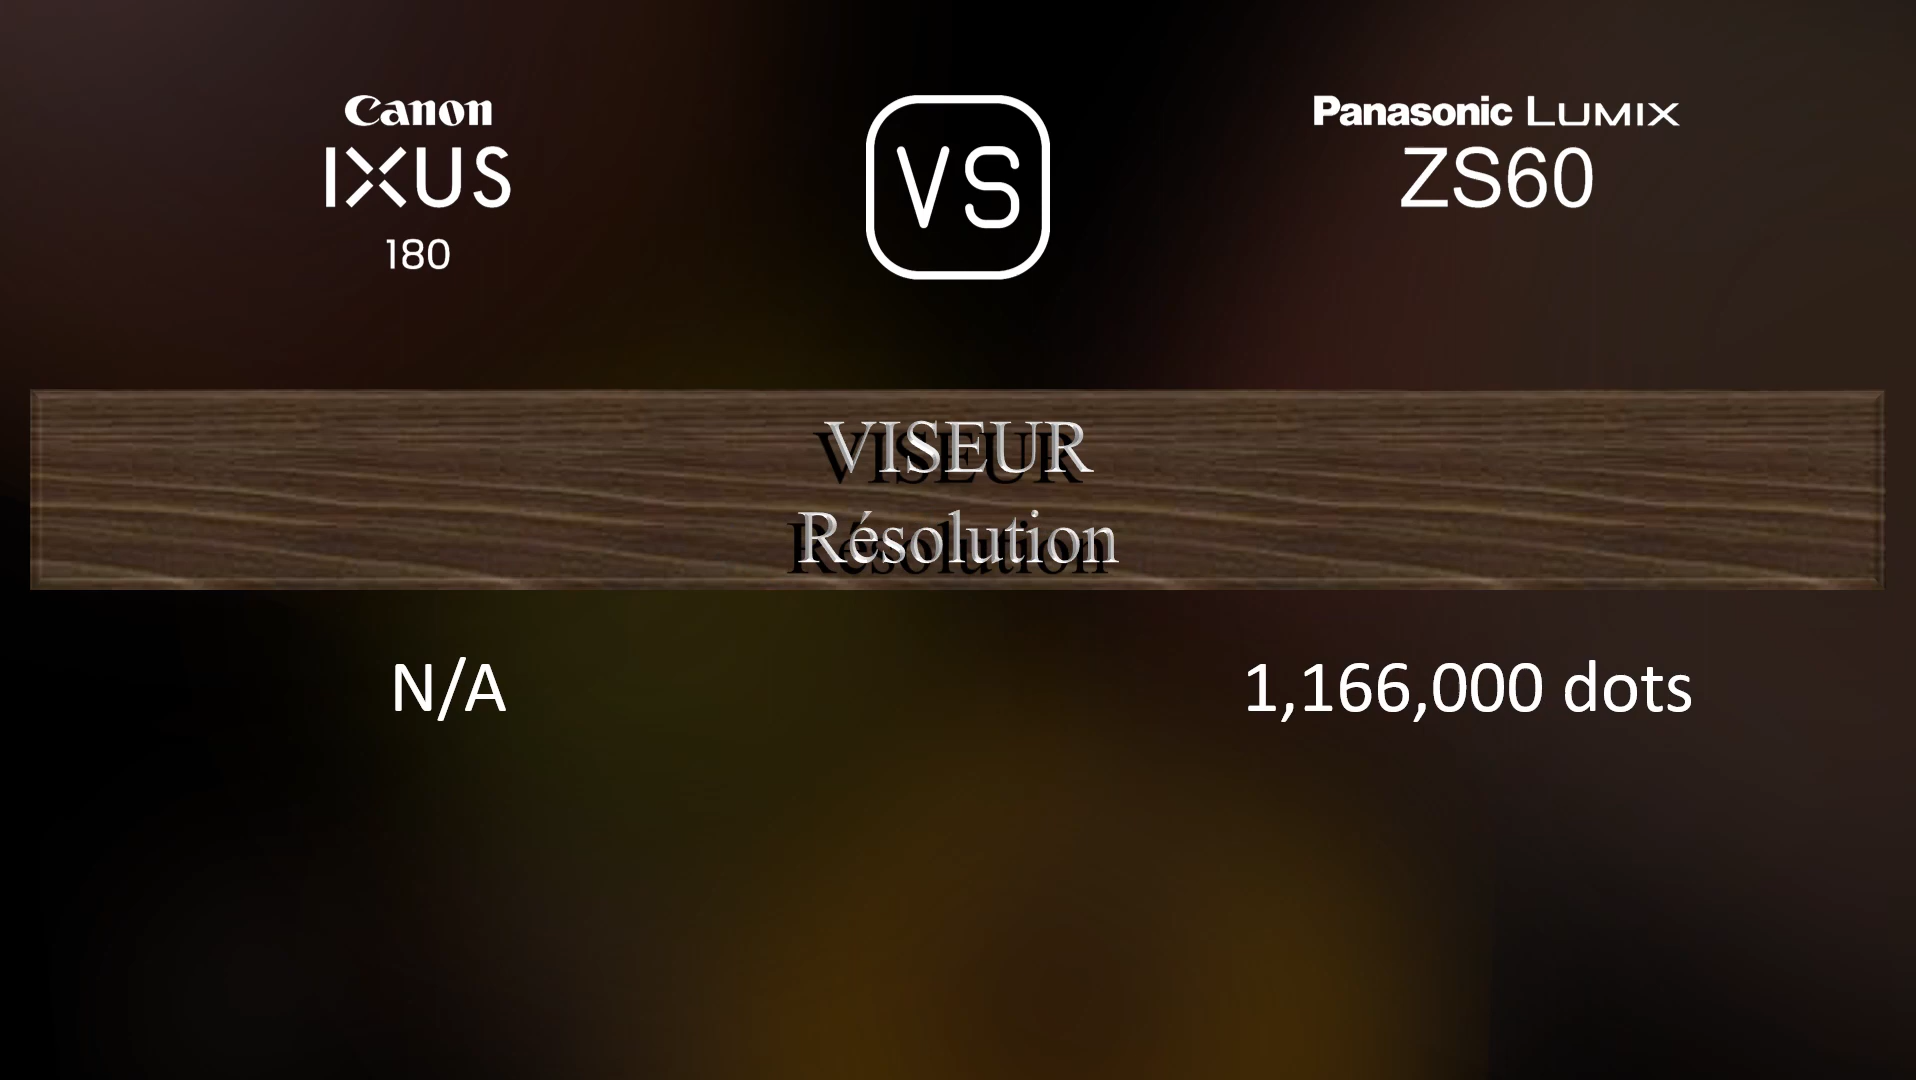 Canon
IXUS
180
VS
Panasonic LUMIX
ZS60
VISEUR
Résolution
N/A
1,166,000 dots